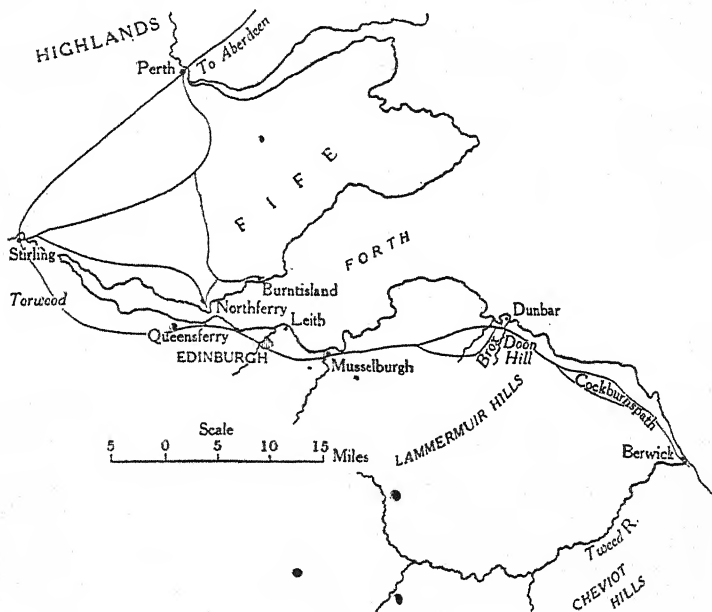 HIGHLANDS
To Aberdeen
Perth
FIFE
Stirling
FORTH
Burntisland
Torwood
Northferry
Dunbar
Leith
Queensferry
Brox
Doon
Hill
EDINBURGH
Musselburgh
Cockburnspath
LAMMERMUIR HILLS
Scale
5 0 5 10 15 Miles
Berwick
Tweed R.
CHEVIOT
HILLS